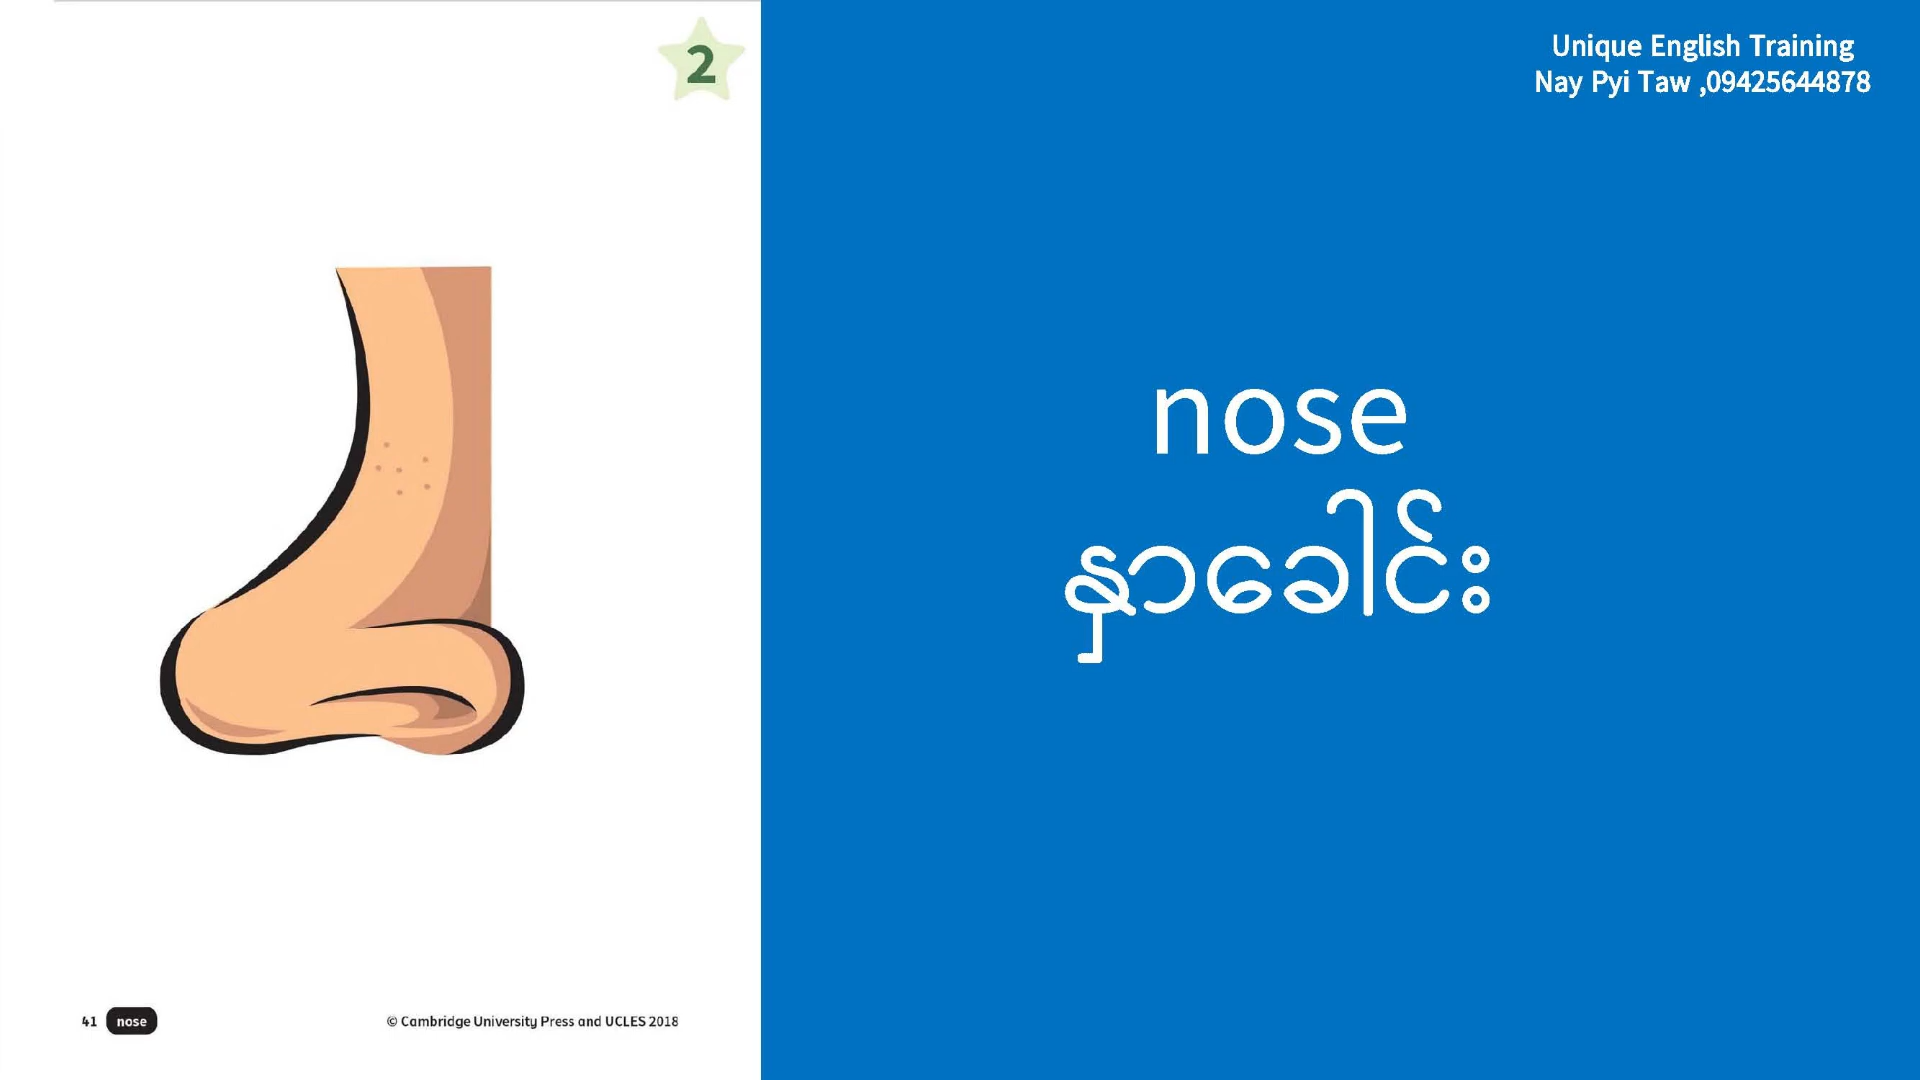 2
Unique English Training
Nay Pyi Taw ,09425644878
nose
နှာခေါင်း
41 nose
© Cambridge University Press and UCLES 2018